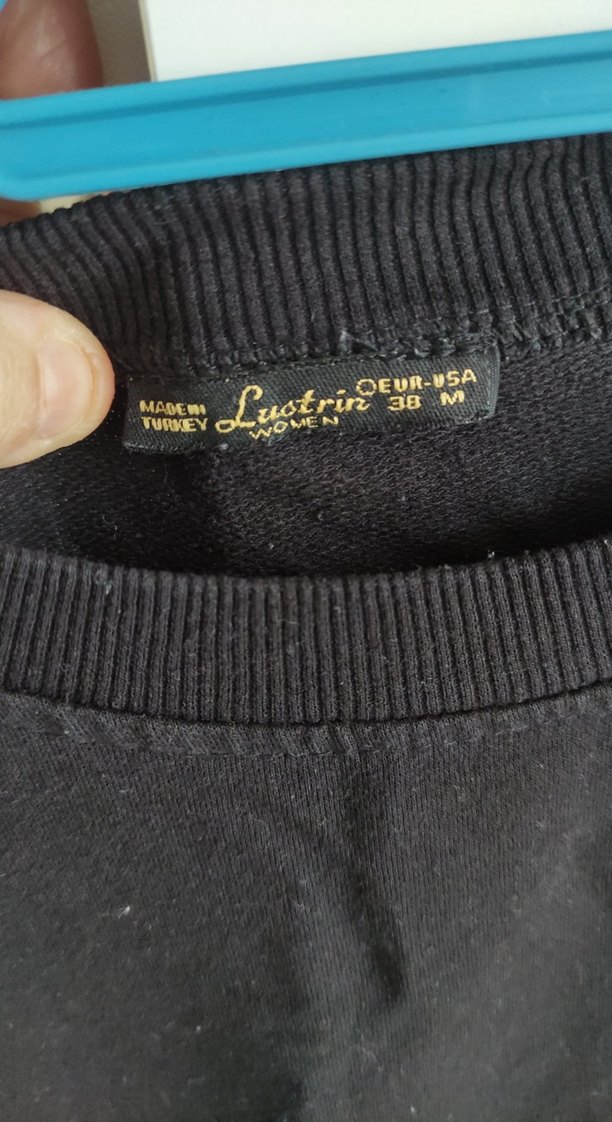 MADE IN
TURKEY
Lustrin
WOMEN
EUR-USA
38 M